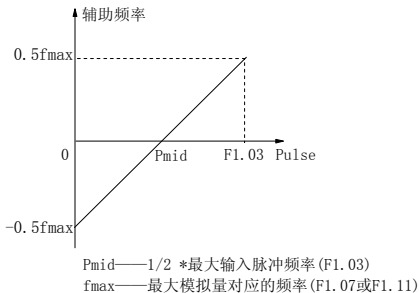 辅助频率
0.5fmax
0
Pmid
F1.03
Pulse
-0.5fmax
Pmid——1/2 *最大输入脉冲频率(F1.03)
fmax——最大模拟量对应的频率(F1.07或F1.11)